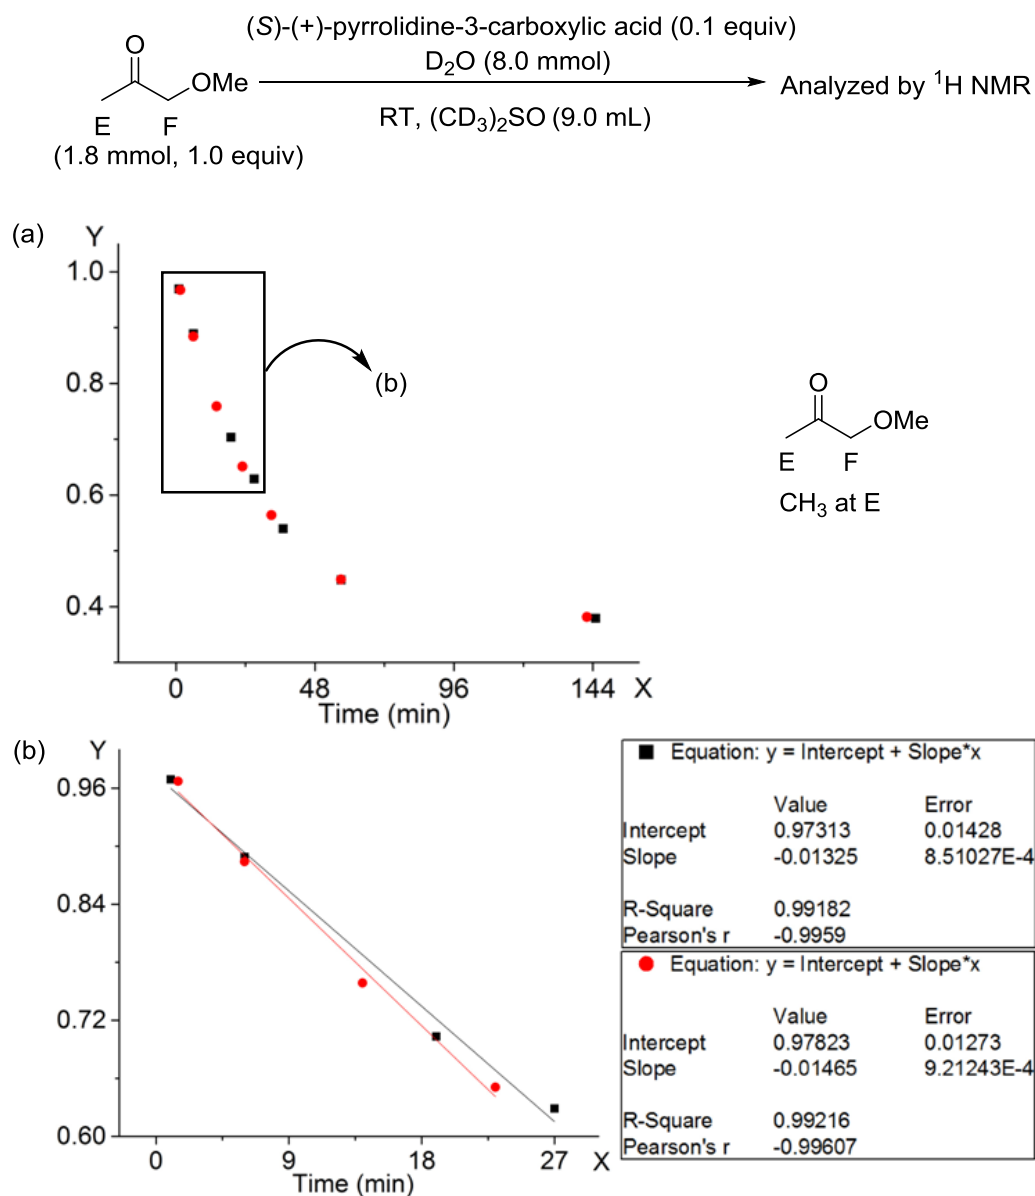 (S)-(+)-pyrrolidine-3-carboxylic acid (0.1 equiv)
D2O (8.0 mmol)
RT, (CD3)2SO (9.0 mL)
Analyzed by 1H NMR
O
OMe
E F
(1.8 mmol, 1.0 equiv)
(a)
Y
1.0
0.8
0.6
0.4
0 48 96 144 X
Time (min)
(b)
O
OMe
E F
CH3 at E
(b)
Y
0.96
0.84
0.72
0.60
0 9 18 27 X
Time (min)
Equation: y = Intercept + Slope*x
Value Error
Intercept 0.97313 0.01428
Slope -0.01325 8.51027E-4
R-Square 0.99182
Pearson's r -0.9959
Equation: y = Intercept + Slope*x
Value Error
Intercept 0.97823 0.01273
Slope -0.01465 9.21243E-4
R-Square 0.99216
Pearson's r -0.99607